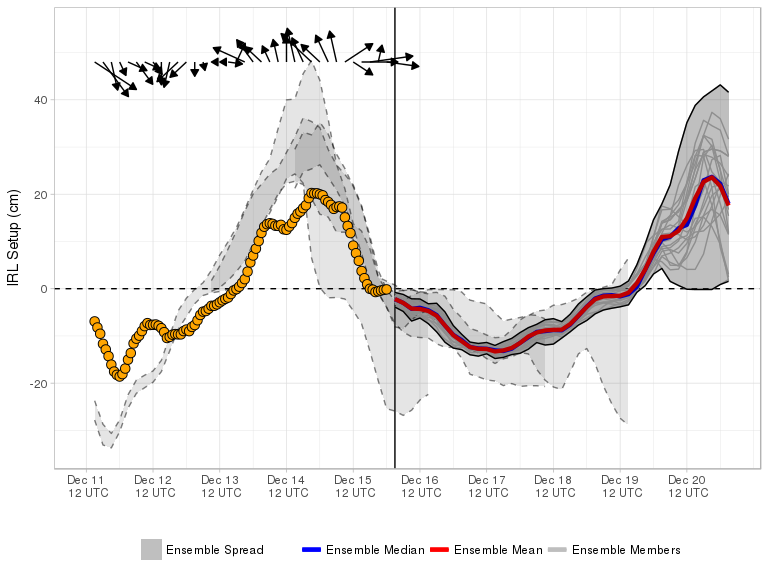 IRL Setup (cm)
40
20
0
-20
Dec 11 Dec 12 Dec 13 Dec 14 Dec 15 Dec 16 Dec 17 Dec 18 Dec 19 Dec 20
12 UTC 12 UTC 12 UTC 12 UTC 12 UTC 12 UTC 12 UTC 12 UTC 12 UTC 12 UTC
Ensemble Spread Ensemble Median Ensemble Mean Ensemble Members